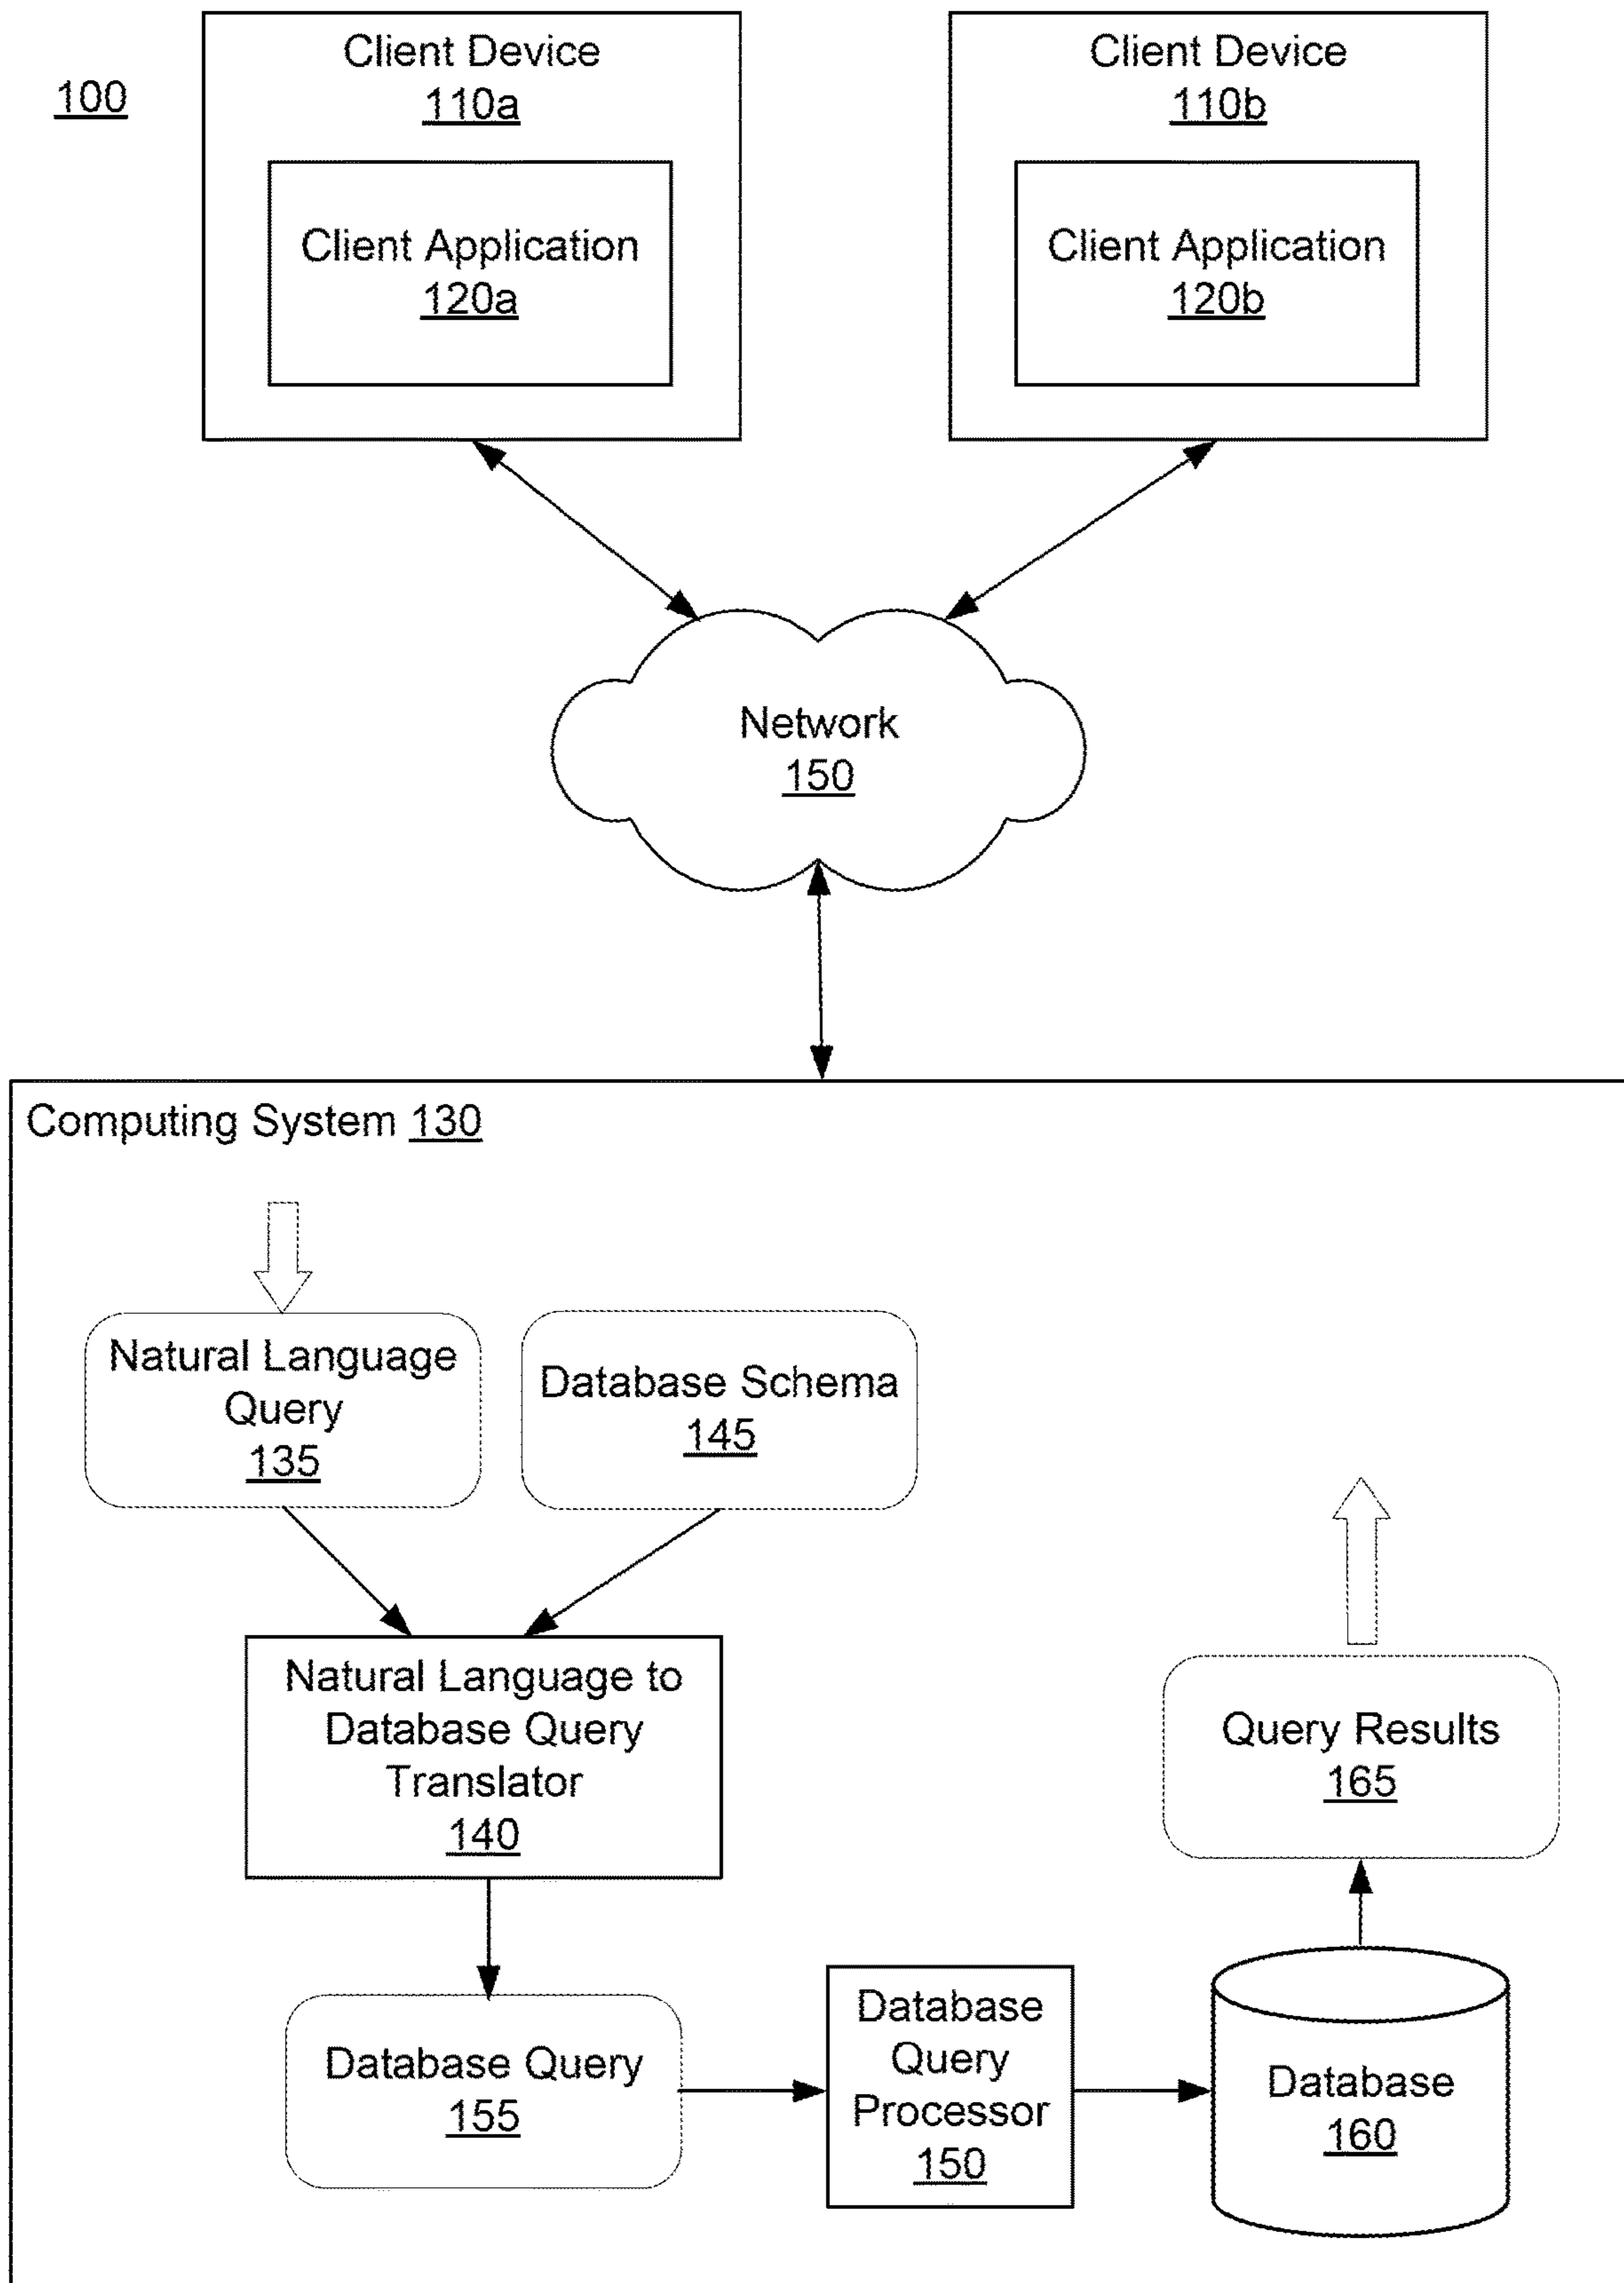 100
Client Device
110a
Client Application
120a
Client Device
110b
Client Application
120b
Network
150
Computing System 130
Natural Language
Query
135
Database Schema
145
Natural Language to
Database Query
Translator
140
Query Results
165
Database Query
155
Database
Query
Processor
150
Database
160